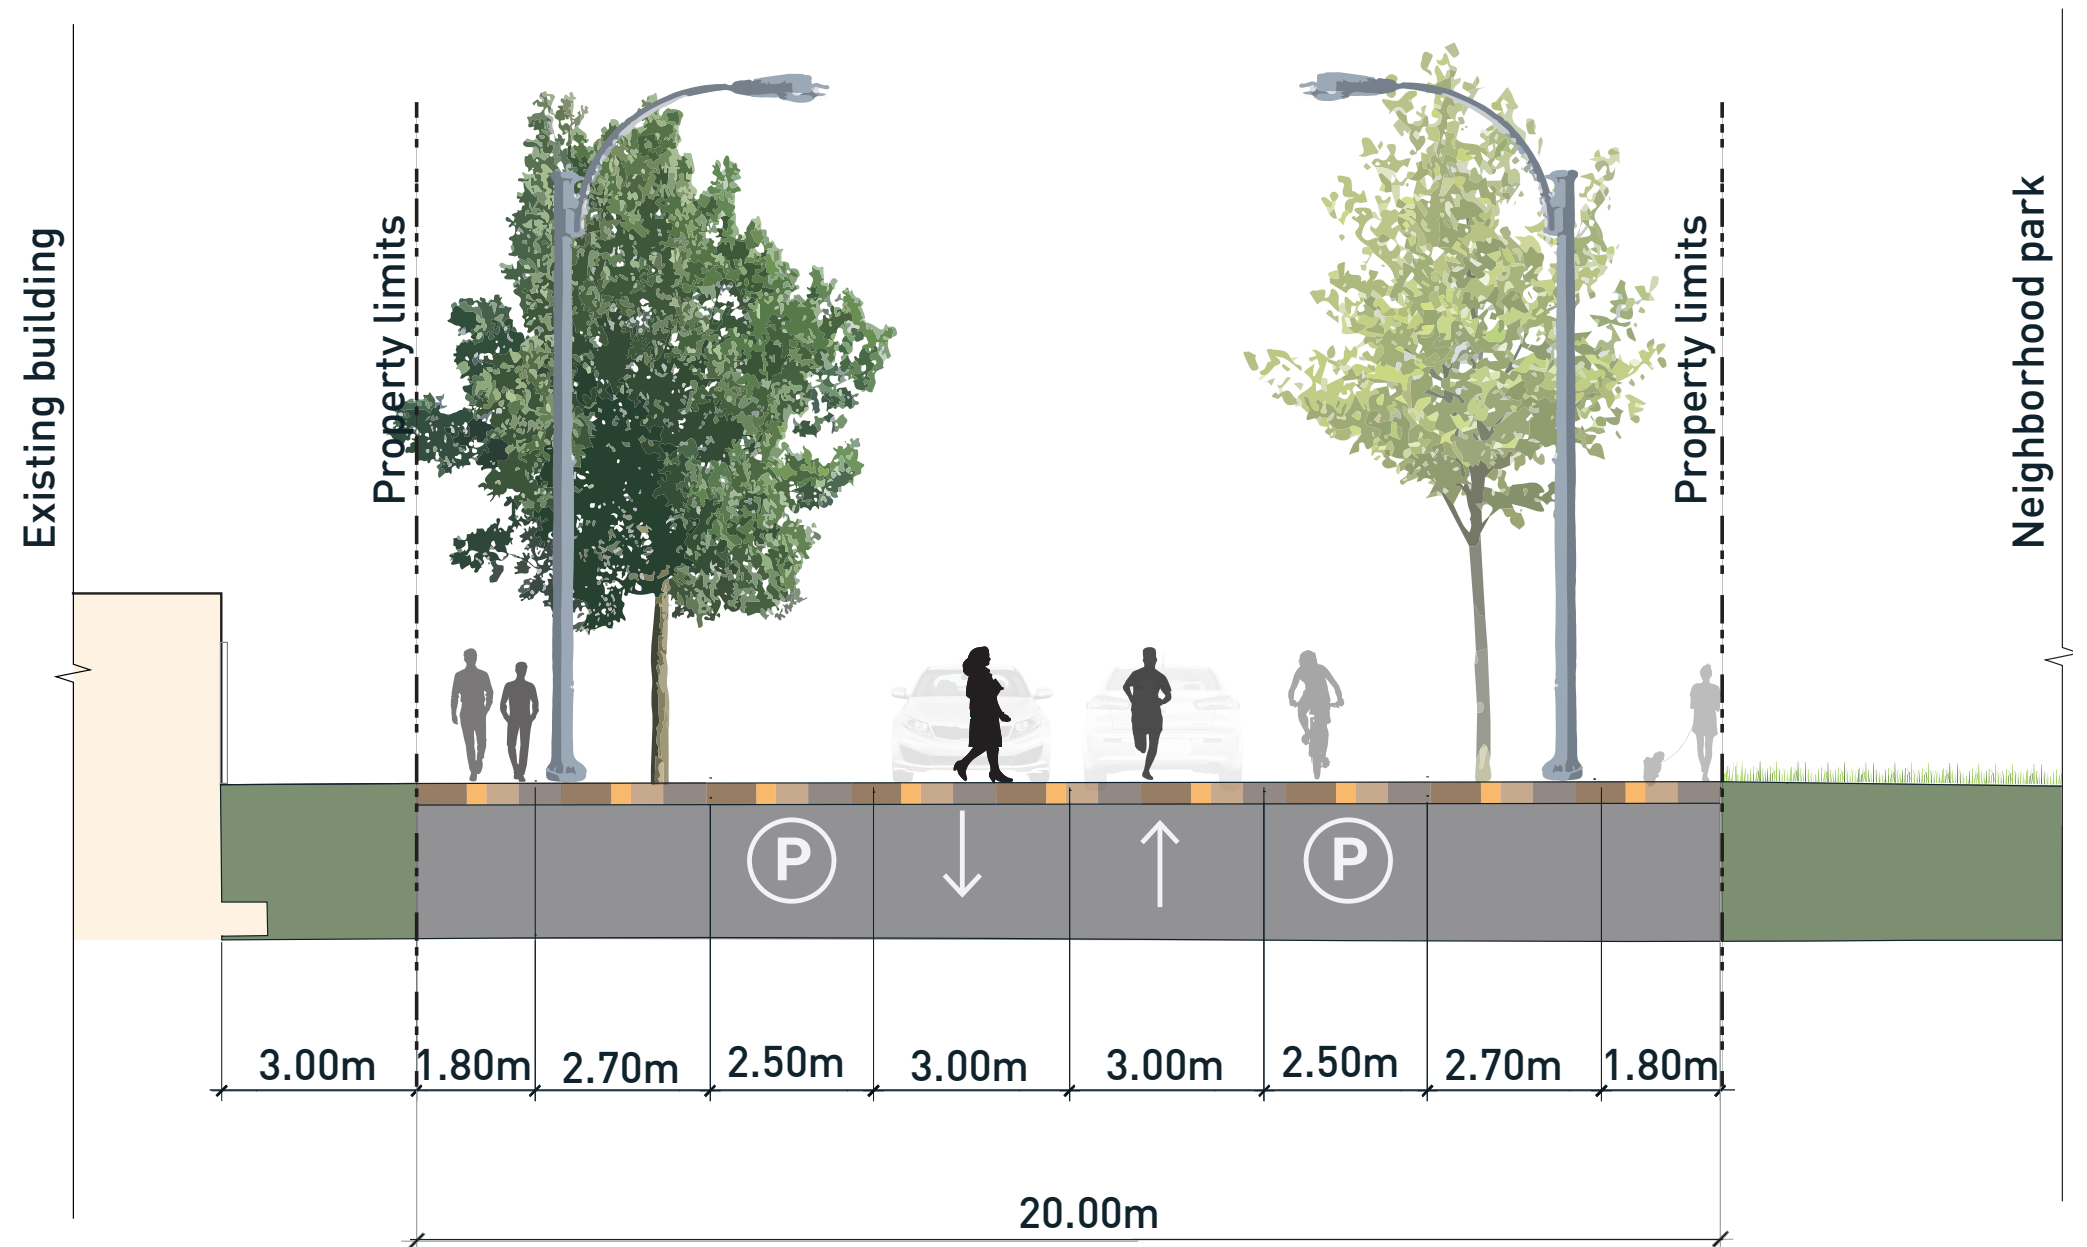 Existing building
Property limits
Property limits
Neighborhood park
P
P
3.00m
1.80m
2.70m
2.50m
3.00m
3.00m
2.50m
2.70m
1.80m
20.00m